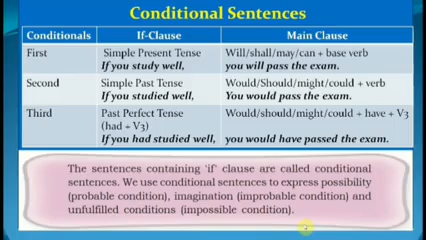 Conditional Sentences
Conditionals If-Clause Main Clause
First Simple Present Tense Will/shall/may/can + base verb
If you study well, you will pass the exam.
Second Simple Past Tense Would/Should/might/could + verb
If you studied well, You would pass the exam.
Third Past Perfect Tense Would/should/might/could + have + V3
(had + V3)
If you had studied well, you would have passed the exam.
The sentences containing 'if' clause are called conditional
sentences. We use conditional sentences to express possibility
(probable condition), imagination (improbable condition) and
unfulfilled conditions (impossible condition).